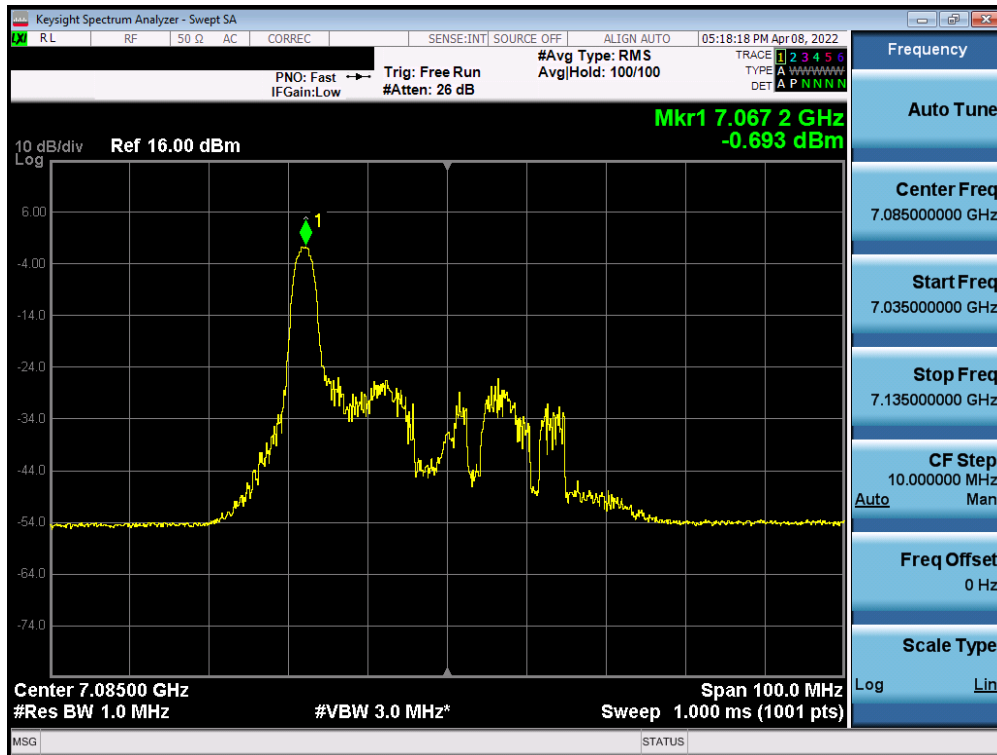 Keysight Spectrum Analyzer - Swept SA
LXI RL RF 50 Ω AC CORREC SENSE:INT SOURCE OFF ALIGN AUTO 05:18:18 PM Apr 08, 2022
Frequency
#Avg Type: RMS TRACE 1 2 3 4 5 6
PNO: Fast Trig: Free Run Avg|Hold: 100/100 TYPE A WWWWW
IFGain:Low #Atten: 26 dB DET A P N N N N
Auto Tune
Mkr1 7.067 2 GHz
-0.693 dBm
10 dB/div Ref 16.00 dBm
Log
Center Freq
7.085000000 GHz
6.00
1
-4.00
Start Freq
7.035000000 GHz
-14.0
-24.0
Stop Freq
7.135000000 GHz
-34.0
-44.0
CF Step
10.000000 MHz
Auto Man
-54.0
Freq Offset
0 Hz
-64.0
-74.0
Scale Type
Log Lin
Center 7.08500 GHz Span 100.0 MHz
#Res BW 1.0 MHz #VBW 3.0 MHz* Sweep 1.000 ms (1001 pts)
MSG STATUS